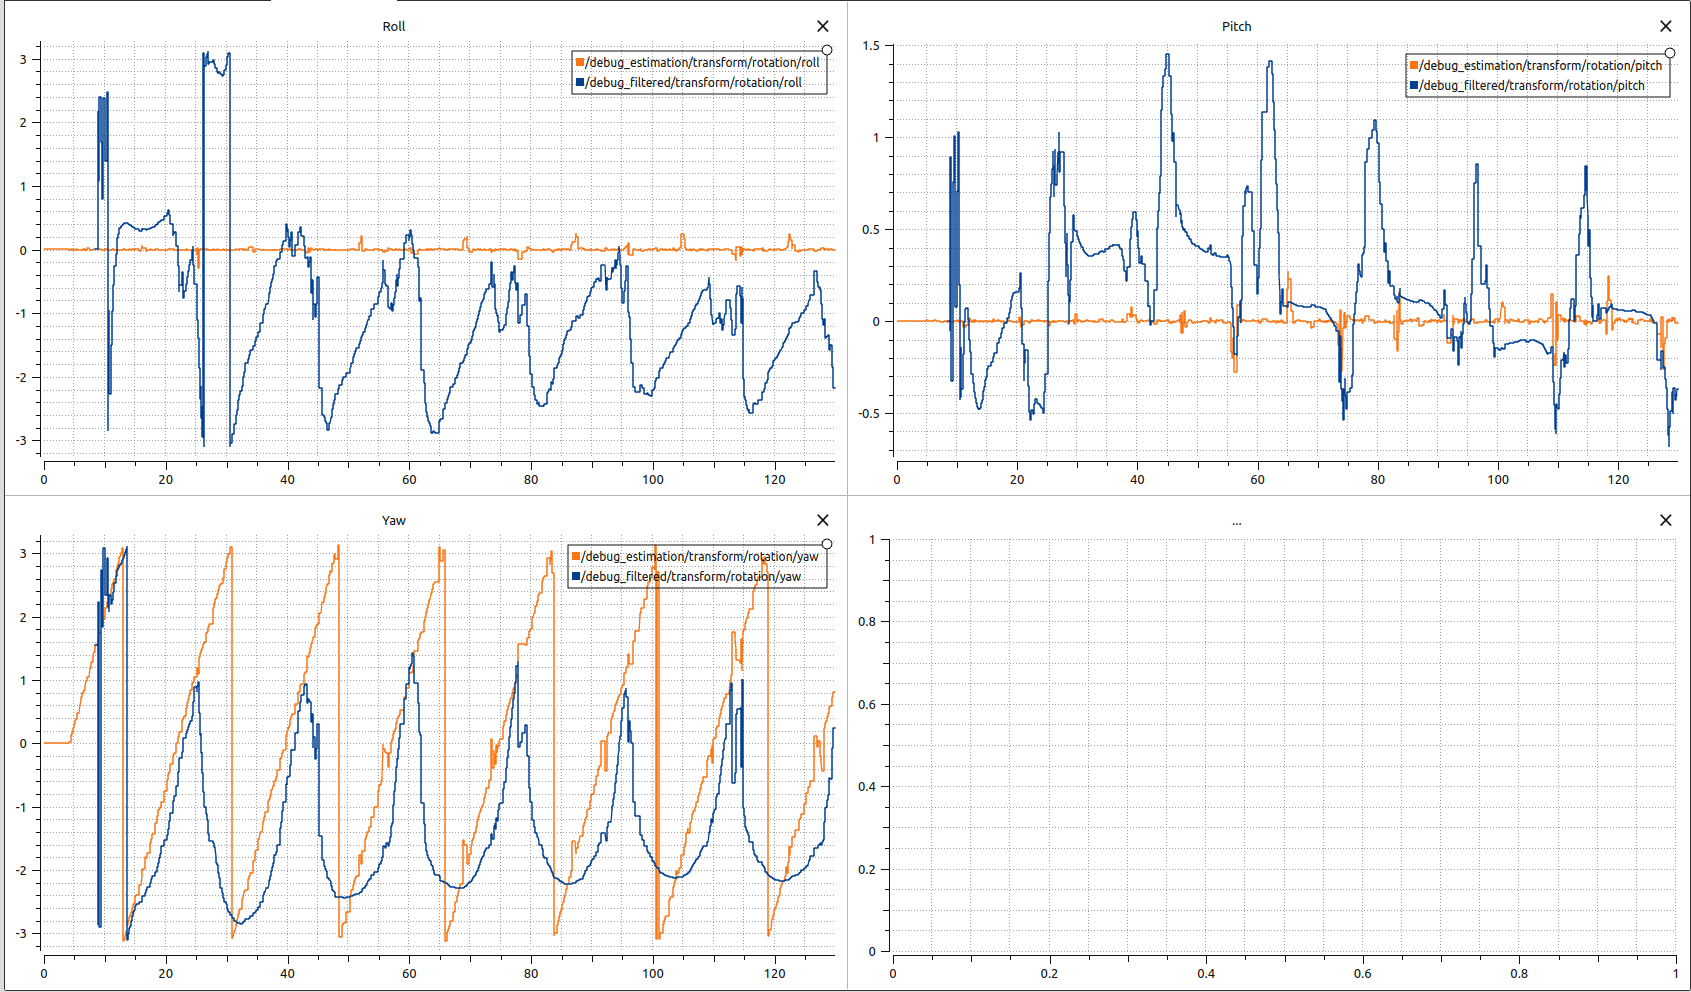 Roll
/debug_estimation/transform/rotation/roll
/debug_filtered/transform/rotation/roll
3
2
1
0
-1
-2
-3
0 20 40 60 80 100 120
Pitch
/debug_estimation/transform/rotation/pitch
/debug_filtered/transform/rotation/pitch
1.5
1
0.5
0
-0.5
0 20 40 60 80 100 120
Yaw
/debug_estimation/transform/rotation/yaw
/debug_filtered/transform/rotation/yaw
3
2
1
0
-1
-2
-3
0 20 40 60 80 100 120
...
1
0.8
0.6
0.4
0.2
0
0 0.2 0.4 0.6 0.8 1